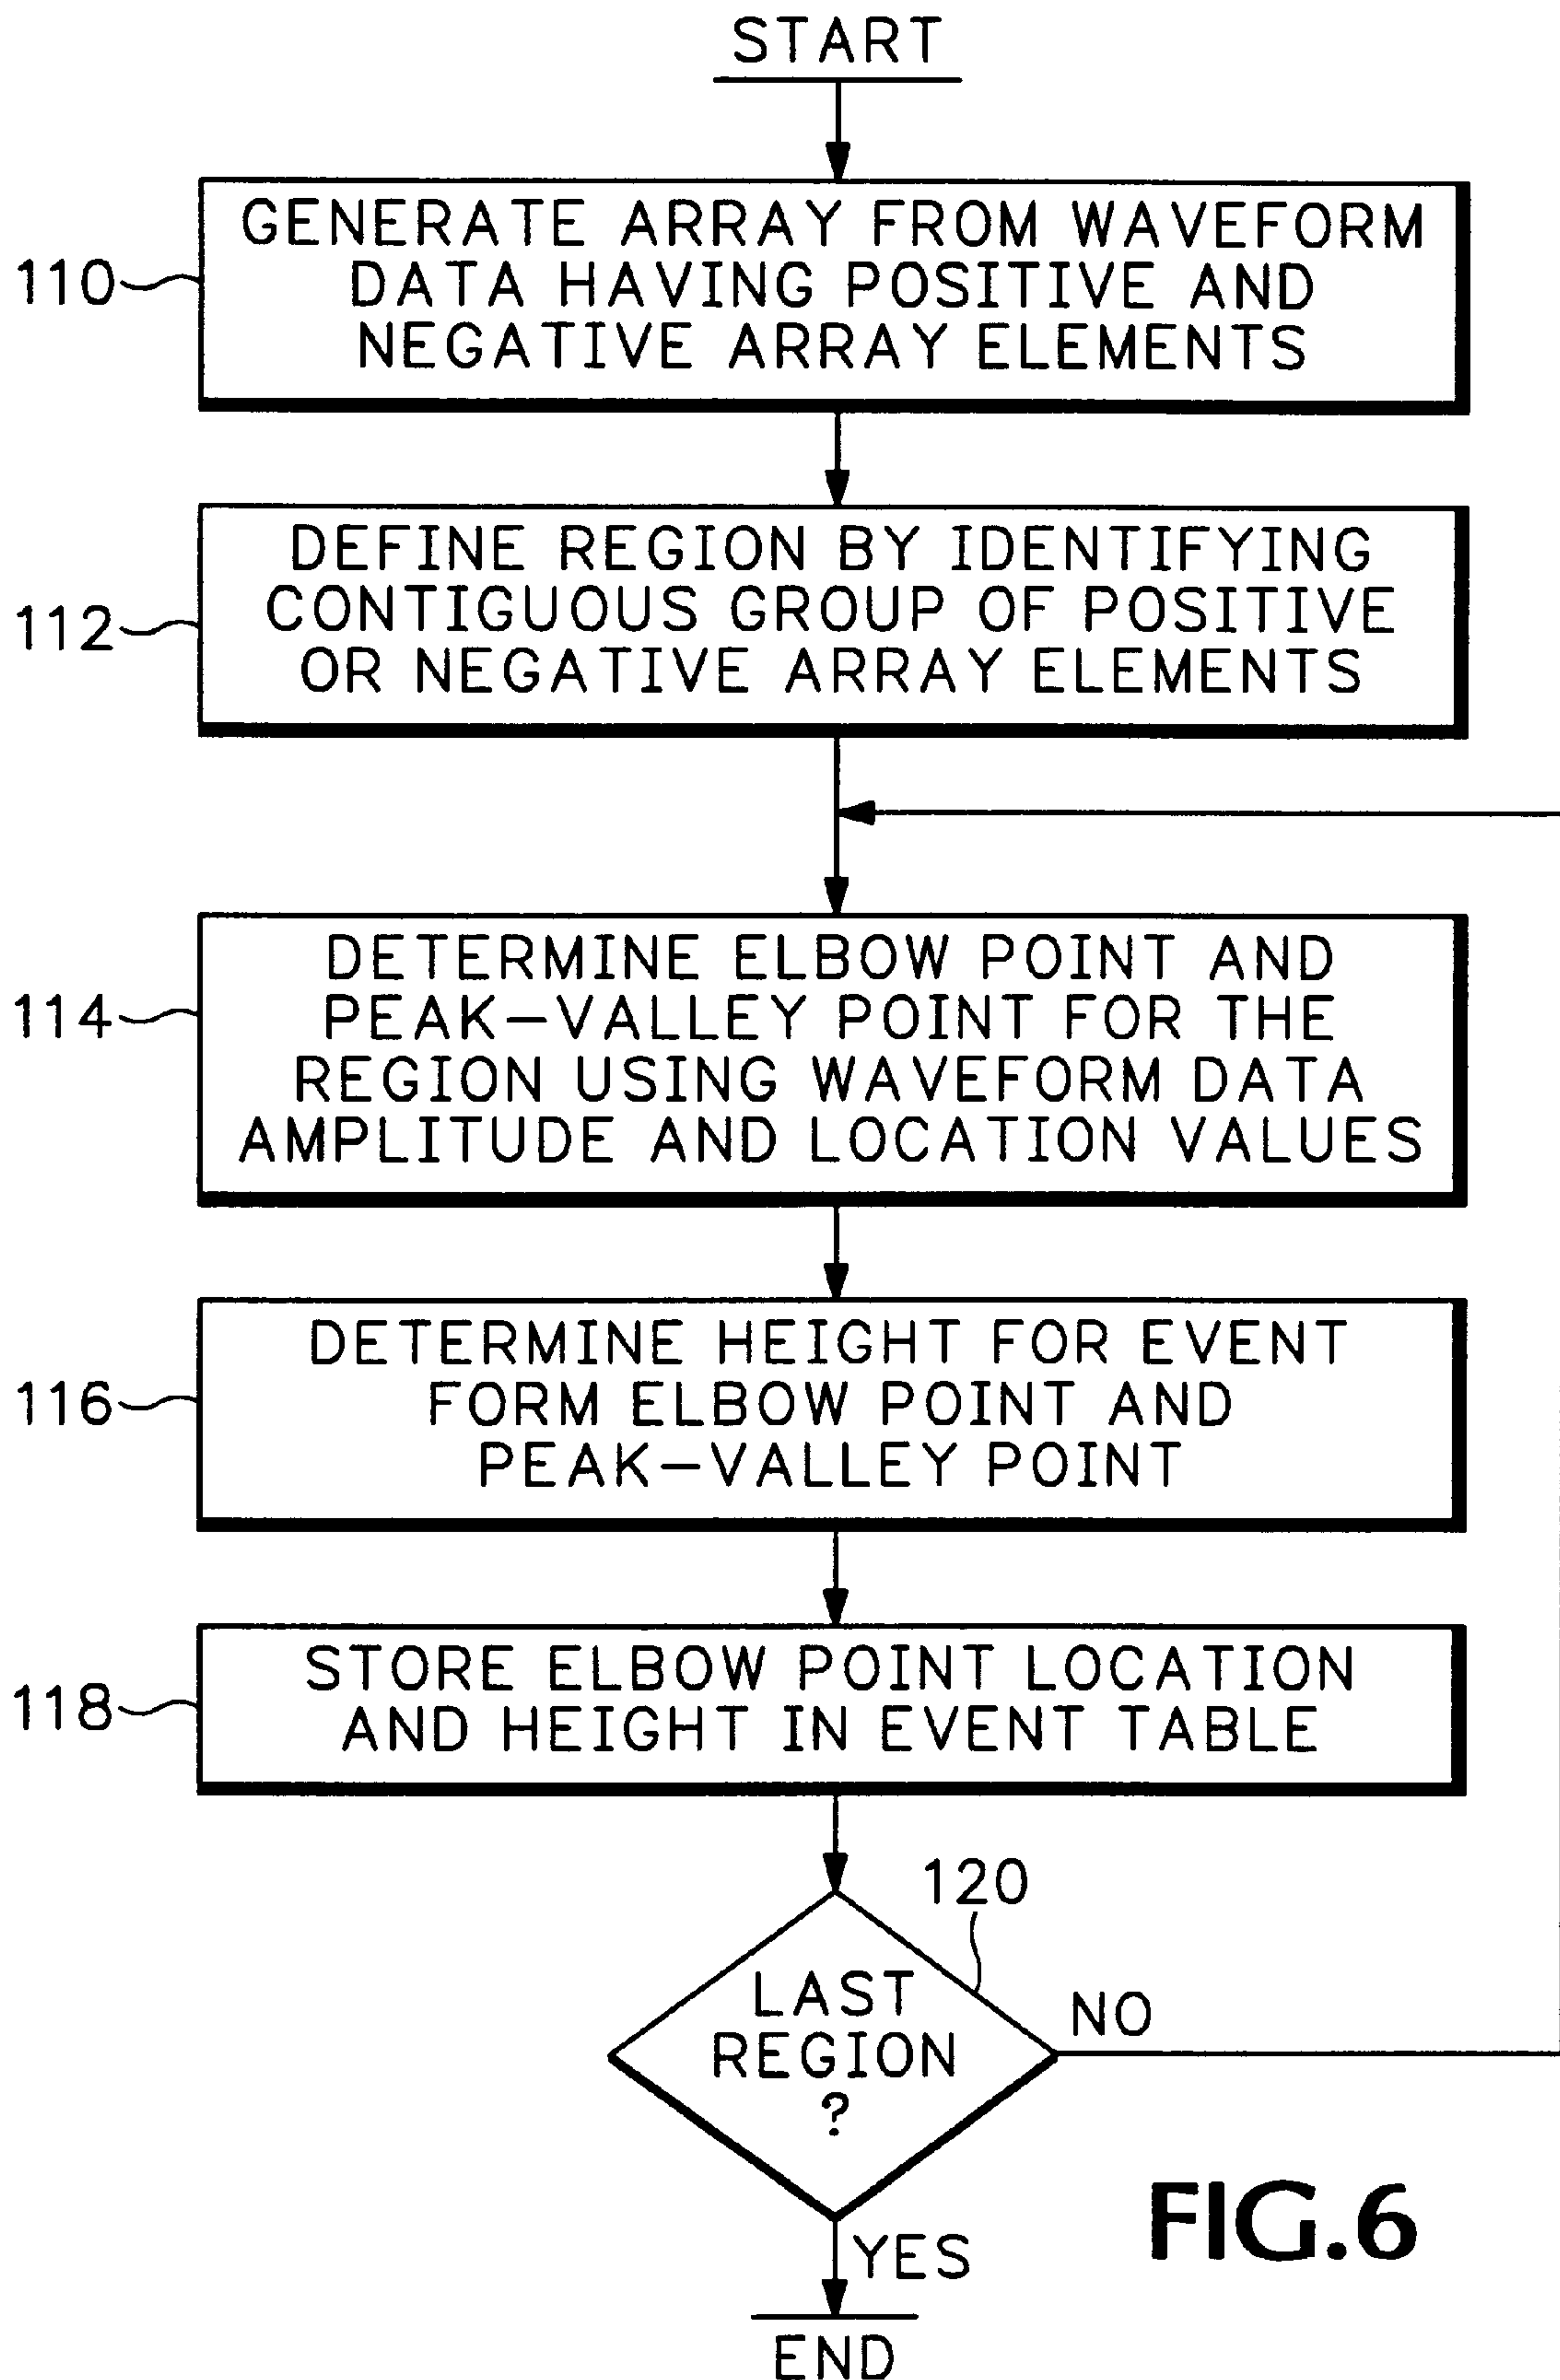 START
110
GENERATE ARRAY FROM WAVEFORM
DATA HAVING POSITIVE AND
NEGATIVE ARRAY ELEMENTS
112
DEFINE REGION BY IDENTIFYING
CONTIGUOUS GROUP OF POSITIVE
OR NEGATIVE ARRAY ELEMENTS
114
DETERMINE ELBOW POINT AND
PEAK-VALLEY POINT FOR THE
REGION USING WAVEFORM DATA
AMPLITUDE AND LOCATION VALUES
116
DETERMINE HEIGHT FOR EVENT
FORM ELBOW POINT AND
PEAK-VALLEY POINT
118
STORE ELBOW POINT LOCATION
AND HEIGHT IN EVENT TABLE
120
LAST
REGION
?
NO
YES
END
FIG.6